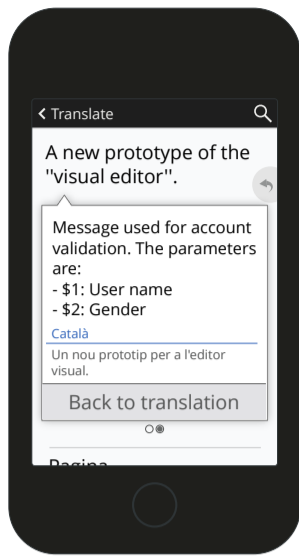 Translate
A new prototype of the
"visual editor".
Message used for account
validation. The parameters
are:
- $1: User name
- $2: Gender
Català
Un nou prototip per a l'editor
visual.
Back to translation
Pagina